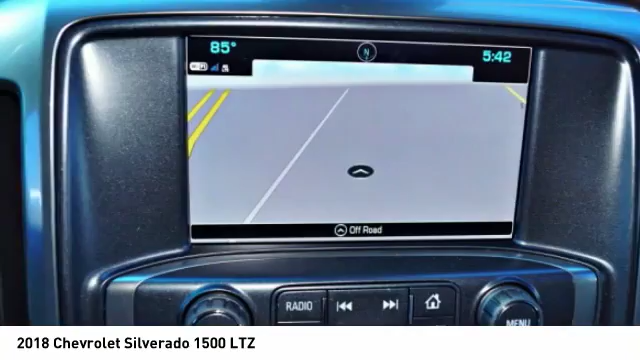 85°
N
5:42
Off Road
RADIO
MENU
2018 Chevrolet Silverado 1500 LTZ